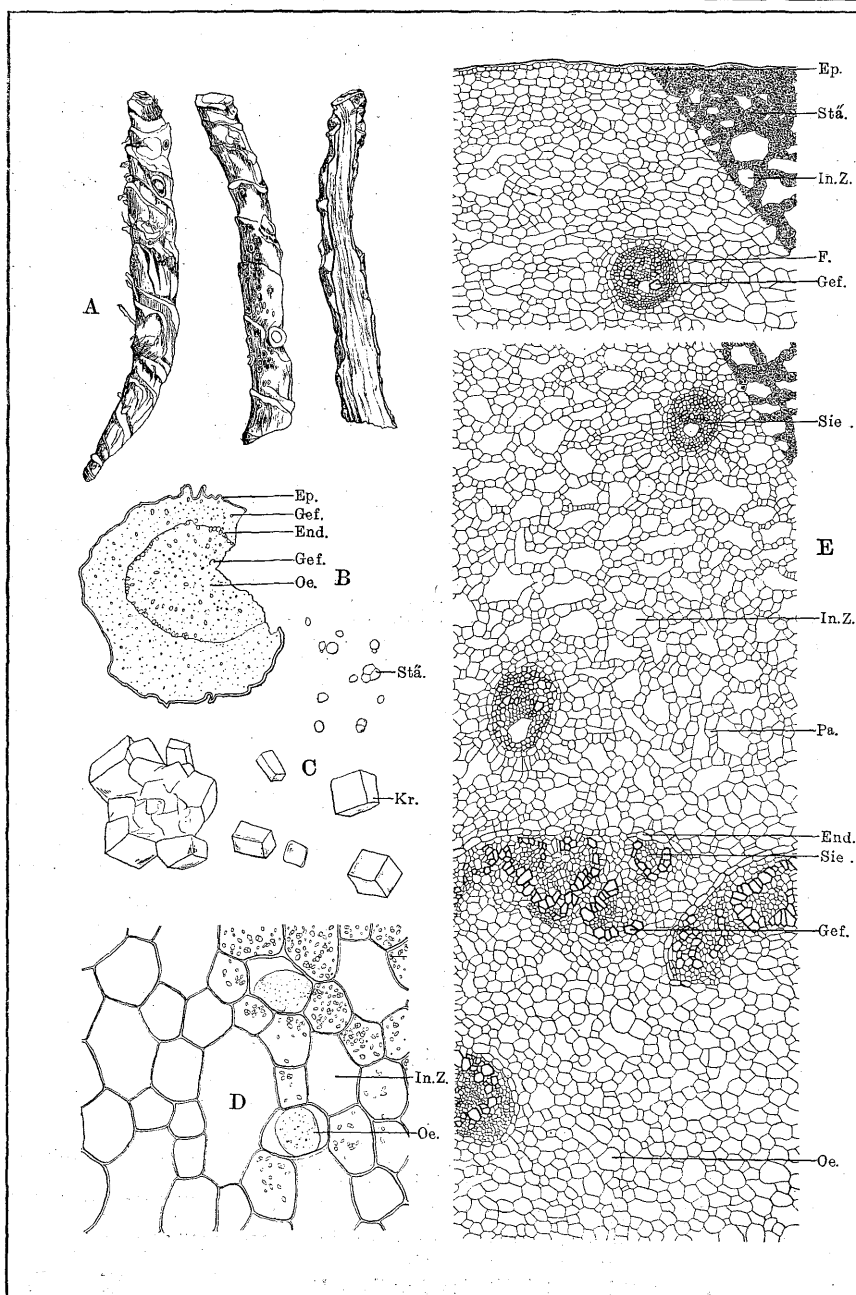 A
Ep.
Gef.
End.
Gef.
Oe.
B
Stä.
C
Kr.
D
In.Z.
Oe.
Ep.
Stä.
In.Z.
F.
Gef.
Sie .
E
In.Z.
Pa.
End.
Sie .
Gef.
Oe.